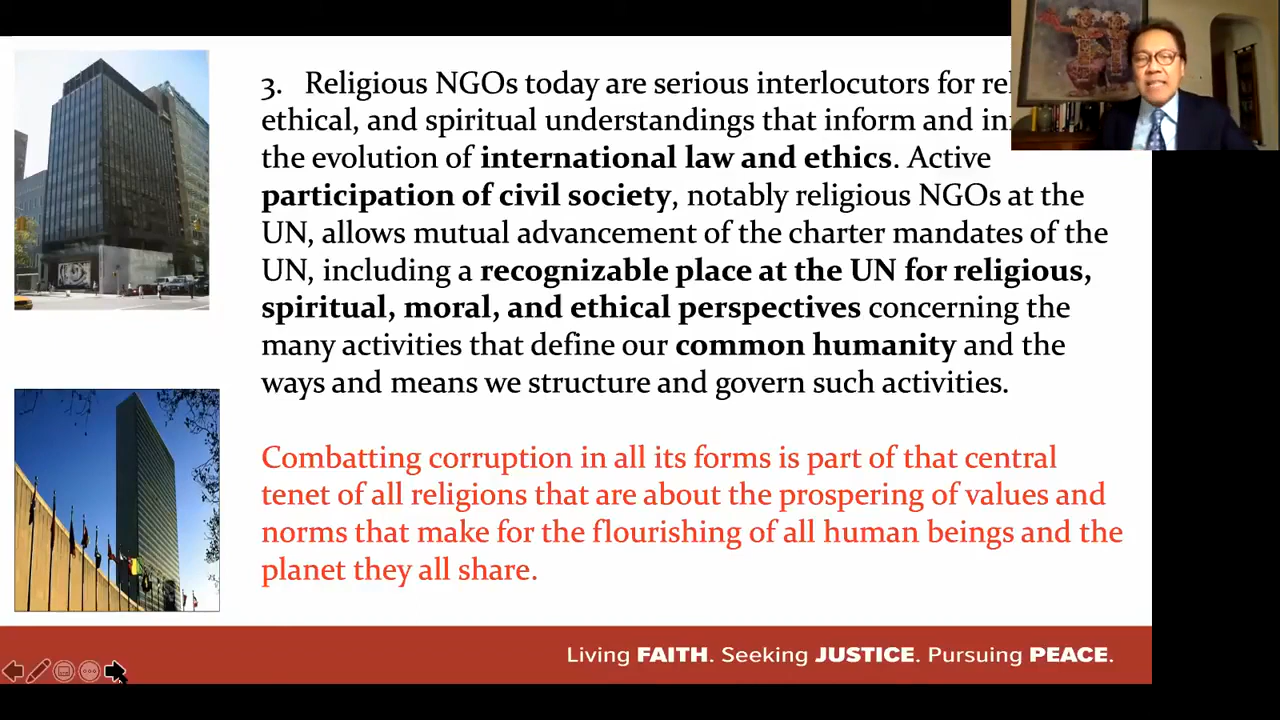 3. Religious NGOs today are serious interlocutors for
ethical, and spiritual understandings that inform and
the evolution of international law and ethics. Active
participation of civil society, notably religious NGOs at the
UN, allows mutual advancement of the charter mandates of the
UN, including a recognizable place at the UN for religious,
spiritual, moral, and ethical perspectives concerning the
many activities that define our common humanity and the
ways and means we structure and govern such activities.
Combatting corruption in all its forms is part of that central
tenet of all religions that are about the prospering of values and
norms that make for the flourishing of all human beings and the
planet they all share.
Living FAITH. Seeking JUSTICE. Pursuing PEACE.